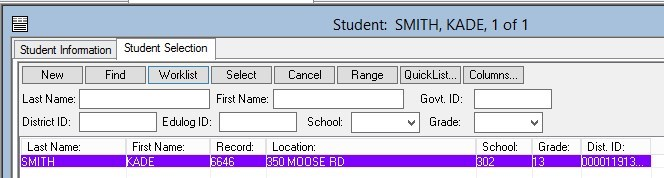 Student: SMITH, KADE, 1 of 1
Student Information Student Selection
New Find Worklist Select Cancel Range QuickList... Columns...
Last Name: First Name: Govt. ID:
District ID: Edulog ID: School: Grade:
Last Name: First Name: Record: Location: School: Grade: Dist. ID:
SMITH KADE 6646 350 MOOSE RD 302 13 000011913...